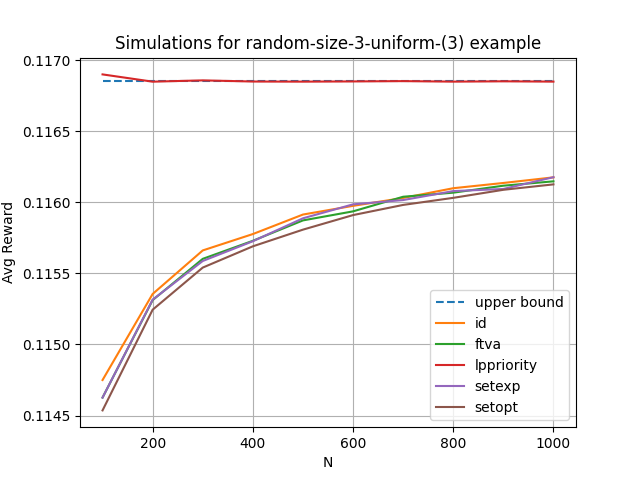 Simulations for random-size-3-uniform-(3) example
Avg Reward
0.1170
0.1165
0.1160
0.1155
0.1150
0.1145
upper bound
id
ftva
lppriority
setexp
setopt
200
400
600
800
1000
N